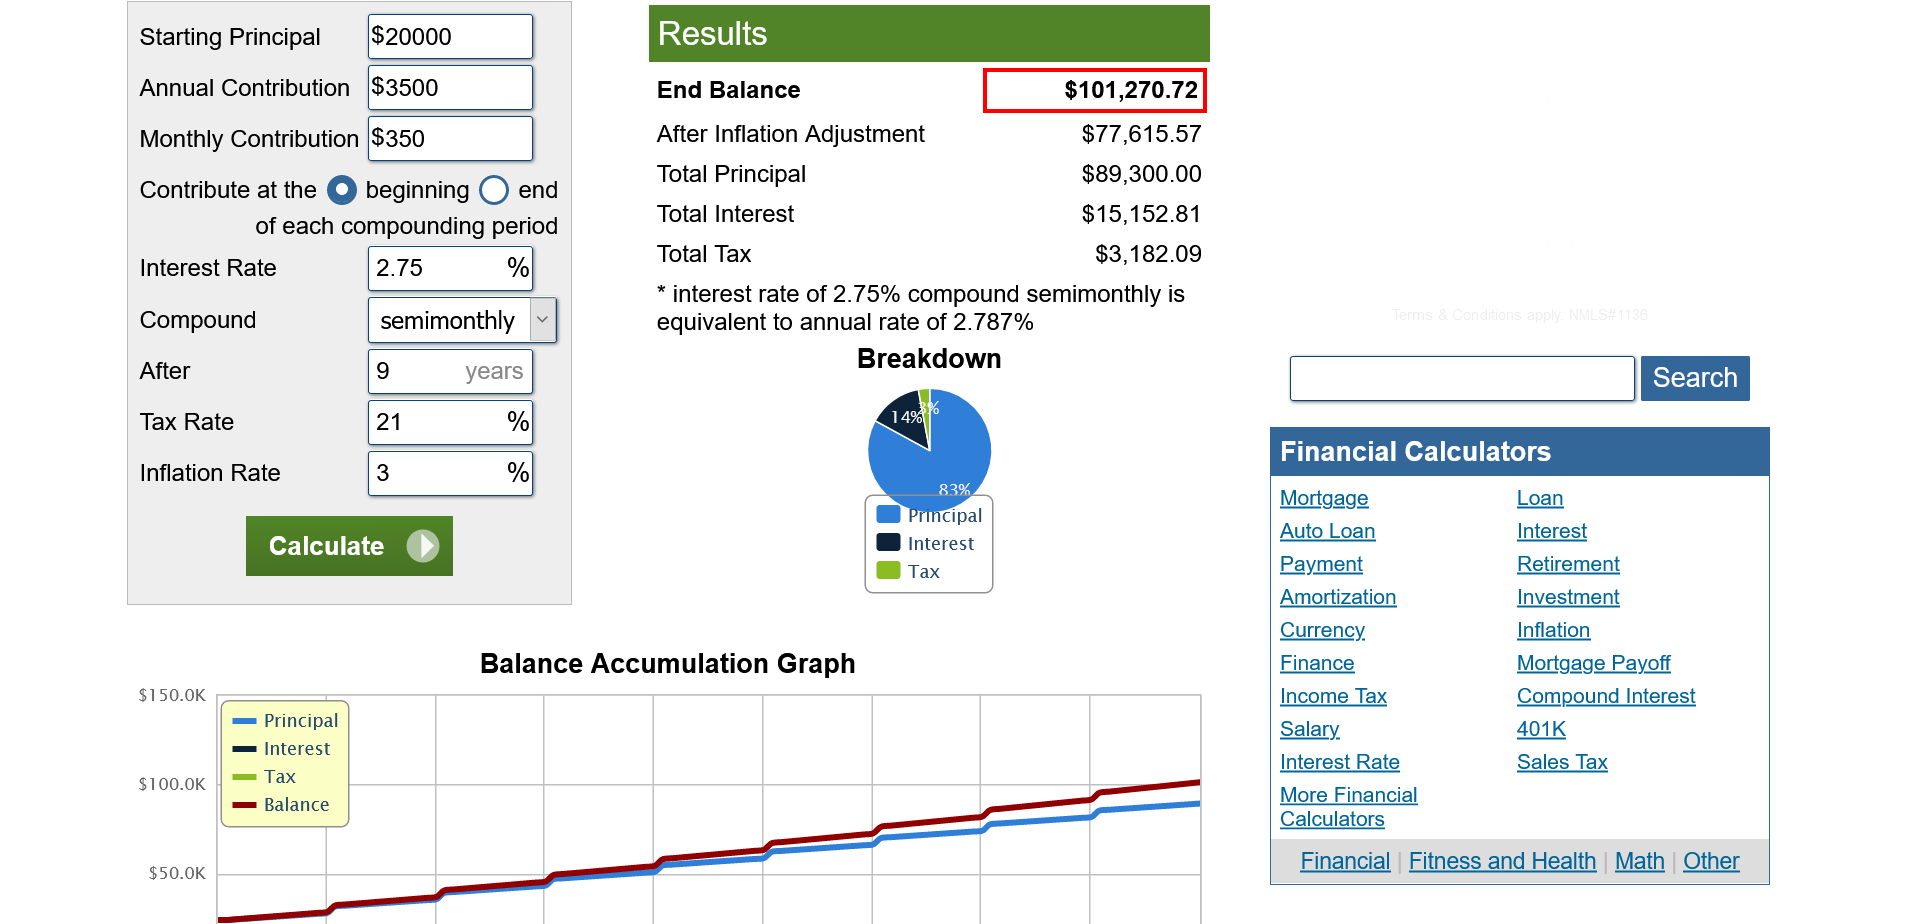 Starting Principal $20000
Annual Contribution $3500
Monthly Contribution $350
Contribute at the beginning end
of each compounding period
Interest Rate 2.75 %
Compound semimonthly
After 9 years
Tax Rate 21 %
Inflation Rate 3 %
Calculate
Results
End Balance $101,270.72
After Inflation Adjustment $77,615.57
Total Principal $89,300.00
Total Interest $15,152.81
Total Tax $3,182.09
* interest rate of 2.75% compound semimonthly is
equivalent to annual rate of 2.787%
Breakdown
3%
14%
83%
Principal
Interest
Tax
Balance Accumulation Graph
$150.0K
$100.0K
$50.0K
Principal
Interest
Tax
Balance
Terms & Conditions apply. NMLS#1136
Search
Financial Calculators
Mortgage Loan
Auto Loan Interest
Payment Retirement
Amortization Investment
Currency Inflation
Finance Mortgage Payoff
Income Tax Compound Interest
Salary 401K
Interest Rate Sales Tax
More Financial
Calculators
Financial | Fitness and Health | Math | Other